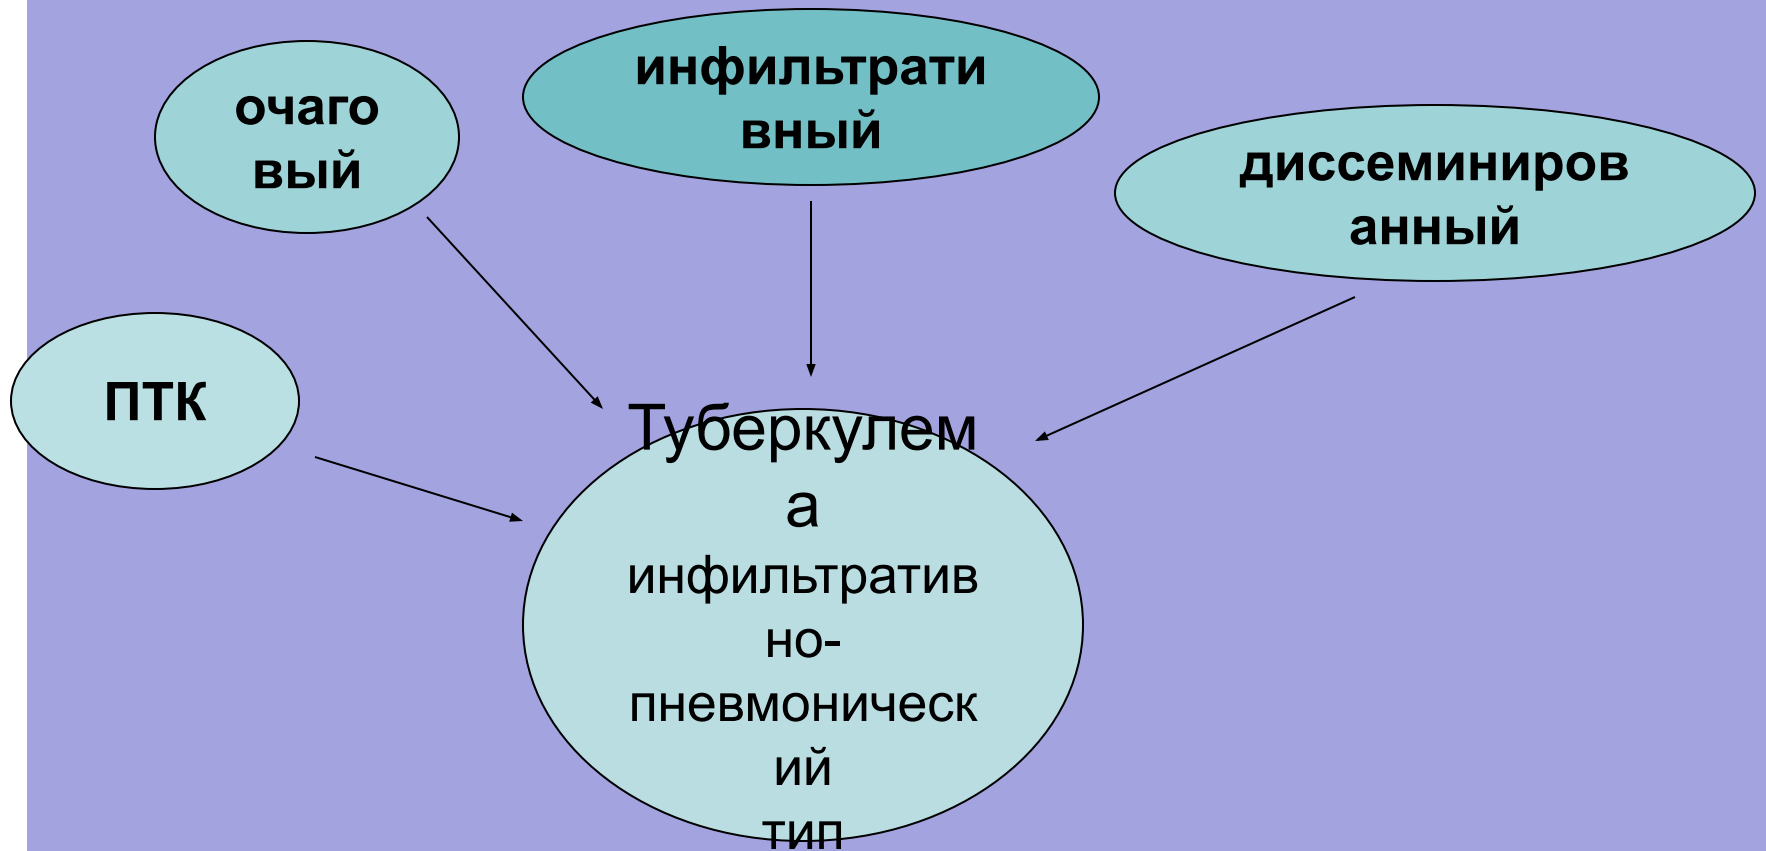 очаго
вый
инфильтрати
вный
диссеминиров
анный
ПТК
Туберкулем
а
инфильтратив
но-
пневмоническ
ий
тип